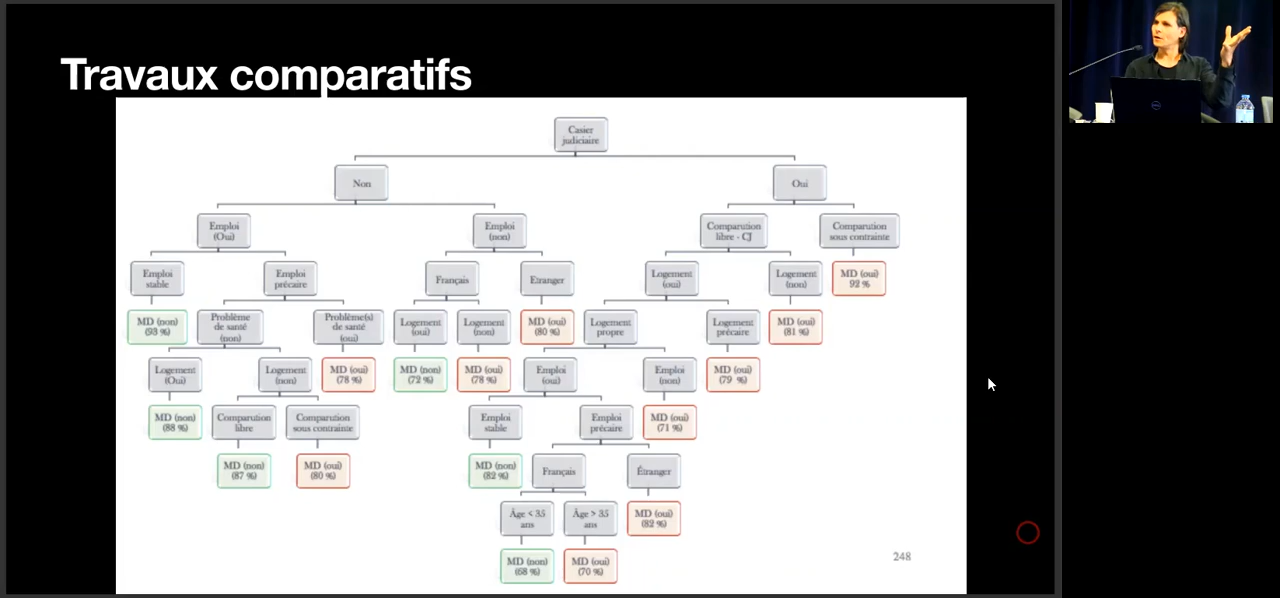 Travaux comparatifs
Casier
judiciaire
Non
Oui
Emploi
(Oui)
Emploi
(non)
Comparution
libre - CJ
Comparution
sous contrainte
Emploi
stable
Emploi
précaire
Français
Etranger
Logement
(oui)
Logement
(non)
MD (oui)
92 %
MD (non)
(93 %)
Problème
de santé
(non)
Problème(s)
de santé
(oui)
Logement
(oui)
Logement
(non)
MD (oui)
(80 %)
Logement
propre
Logement
précaire
MD (oui)
(81 %)
Logement
(Oui)
Logement
(non)
MD (oui)
(78 %)
MD (non)
(72 %)
MD (oui)
(78 %)
Emploi
(oui)
Emploi
(non)
MD (oui)
(79 %)
MD (non)
(88 %)
Comparution
libre
Comparution
sous contrainte
Emploi
stable
Emploi
précaire
MD (oui)
(71 %)
MD (non)
(87 %)
MD (oui)
(80 %)
MD (non)
(82 %)
Français
Étranger
Âge < 35
ans
Âge > 35
ans
MD (oui)
(82 %)
MD (non)
(68 %)
MD (oui)
(70 %)
248